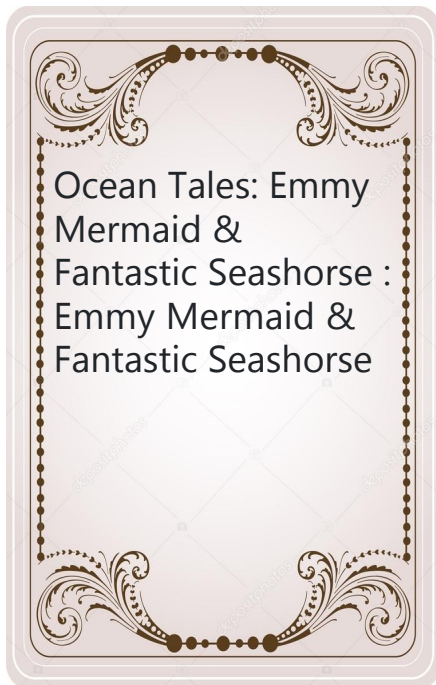 Ocean Tales: Emmy
Mermaid &
Fantastic Seashorse :
Emmy Mermaid &
Fantastic Seashorse